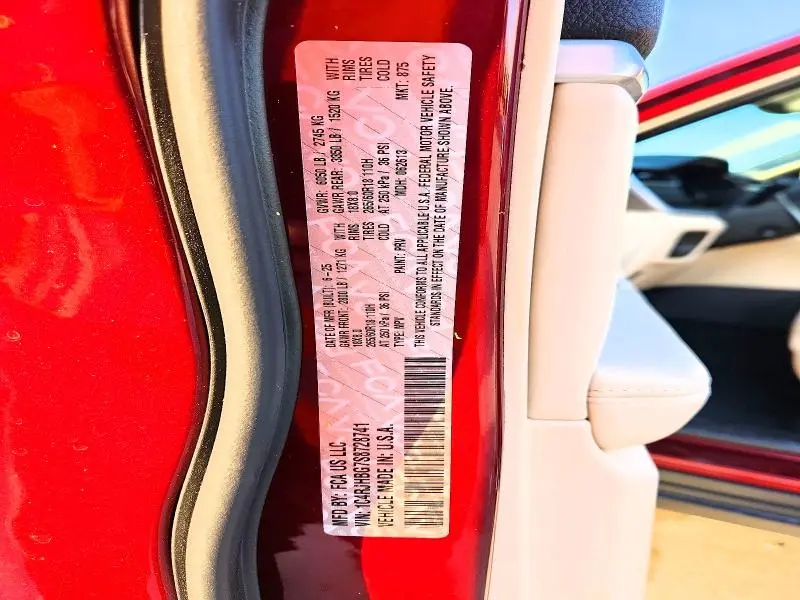 MFD BY: FCA US LLC
VIN: 1C4RJHBG7S8728741
VEHICLE MADE IN: U.S.A.
DATE OF MFR (BUILT): 6-25 GVWR: 6050 LB / 2745 KG
GAWR FRONT: 2800 LB / 1271 KG WITH GAWR REAR: 3350 LB / 1520 KG WITH
18X8.0 RIMS 18X8.0 RIMS
265/60R18 110H TIRES 265/60R18 110H TIRES
AT 250 kPa / 36 PSI COLD AT 250 kPa / 36 PSI COLD
TYPE: MPV PAINT: PRV MDH: 062613 MKT: 875
THIS VEHICLE CONFORMS TO ALL APPLICABLE U.S.A. FEDERAL MOTOR VEHICLE SAFETY
STANDARDS IN EFFECT ON THE DATE OF MANUFACTURE SHOWN ABOVE.